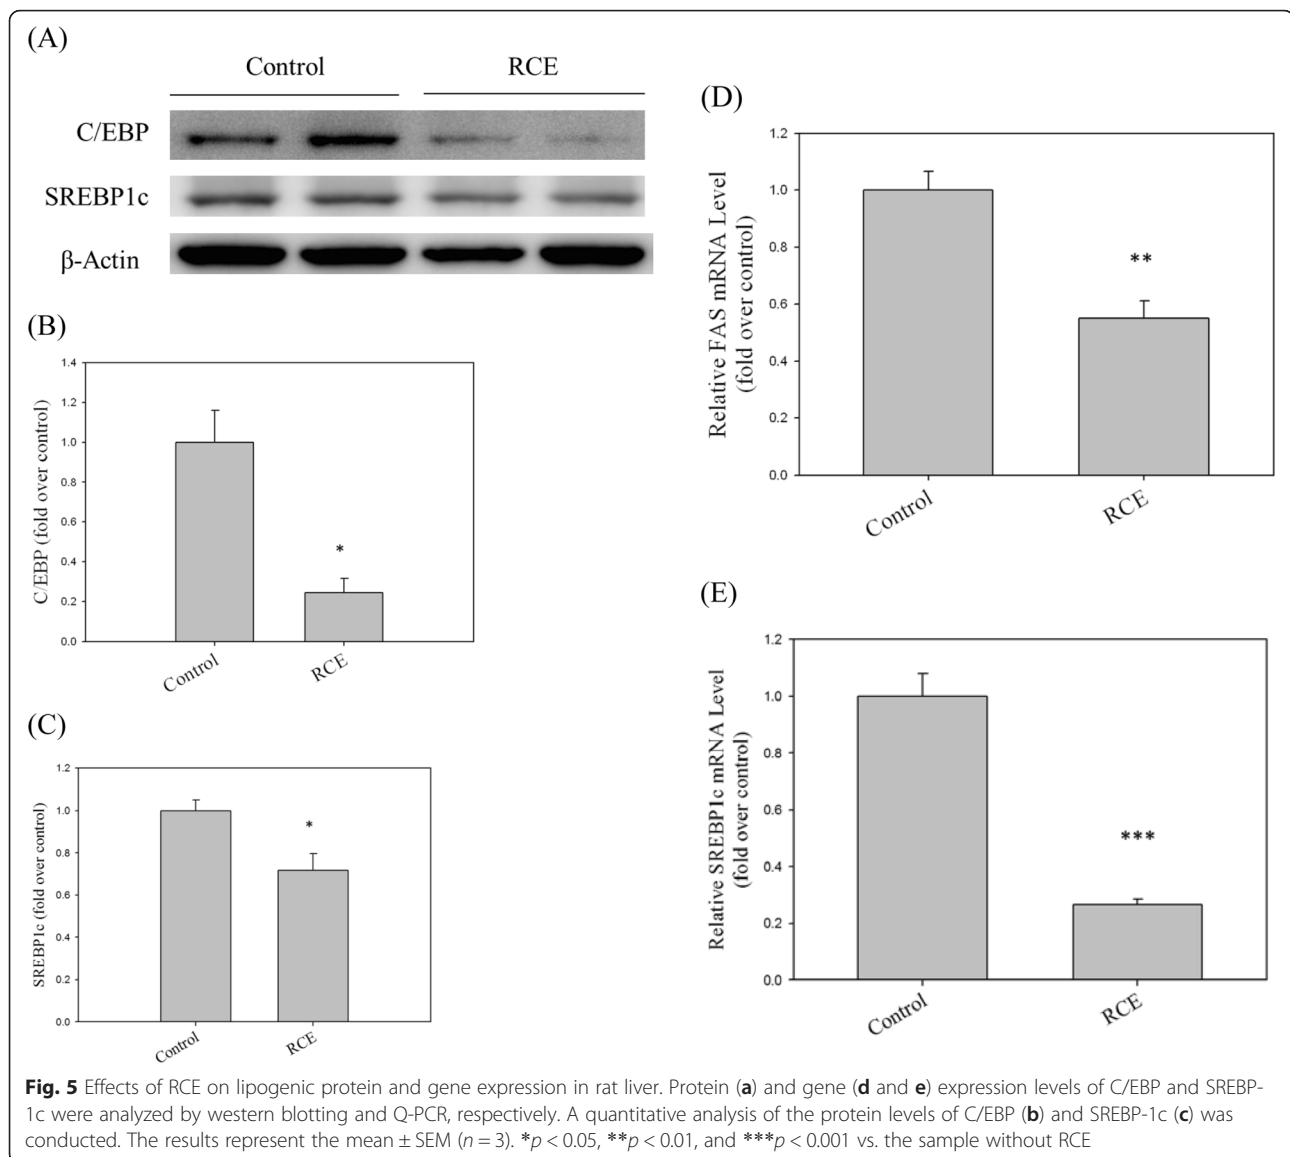 (A)
Control RCE
C/EBP
SREBP1c
β-Actin
(B)
C/EBP (fold over control)
1.4
1.2
1.0
0.8
0.6
0.4
0.2
0.0
*
Control RCE
(C)
SREBP1c (fold over control)
1.2
1.0
0.8
0.6
0.4
0.2
0.0
*
Control RCE
(D)
Relative FAS mRNA Level
(fold over control)
1.2
1.0
0.8
0.6
0.4
0.2
0.0
**
Control RCE
(E)
Relative SREBP1c mRNA Level
(fold over control)
1.2
1.0
0.8
0.6
0.4
0.2
0.0
***
Control RCE
Fig. 5 Effects of RCE on lipogenic protein and gene expression in rat liver. Protein (a) and gene (d and e) expression levels of C/EBP and SREBP-
1c were analyzed by western blotting and Q-PCR, respectively. A quantitative analysis of the protein levels of C/EBP (b) and SREBP-1c (c) was
conducted. The results represent the mean ± SEM (n = 3). *p < 0.05, **p < 0.01, and ***p < 0.001 vs. the sample without RCE